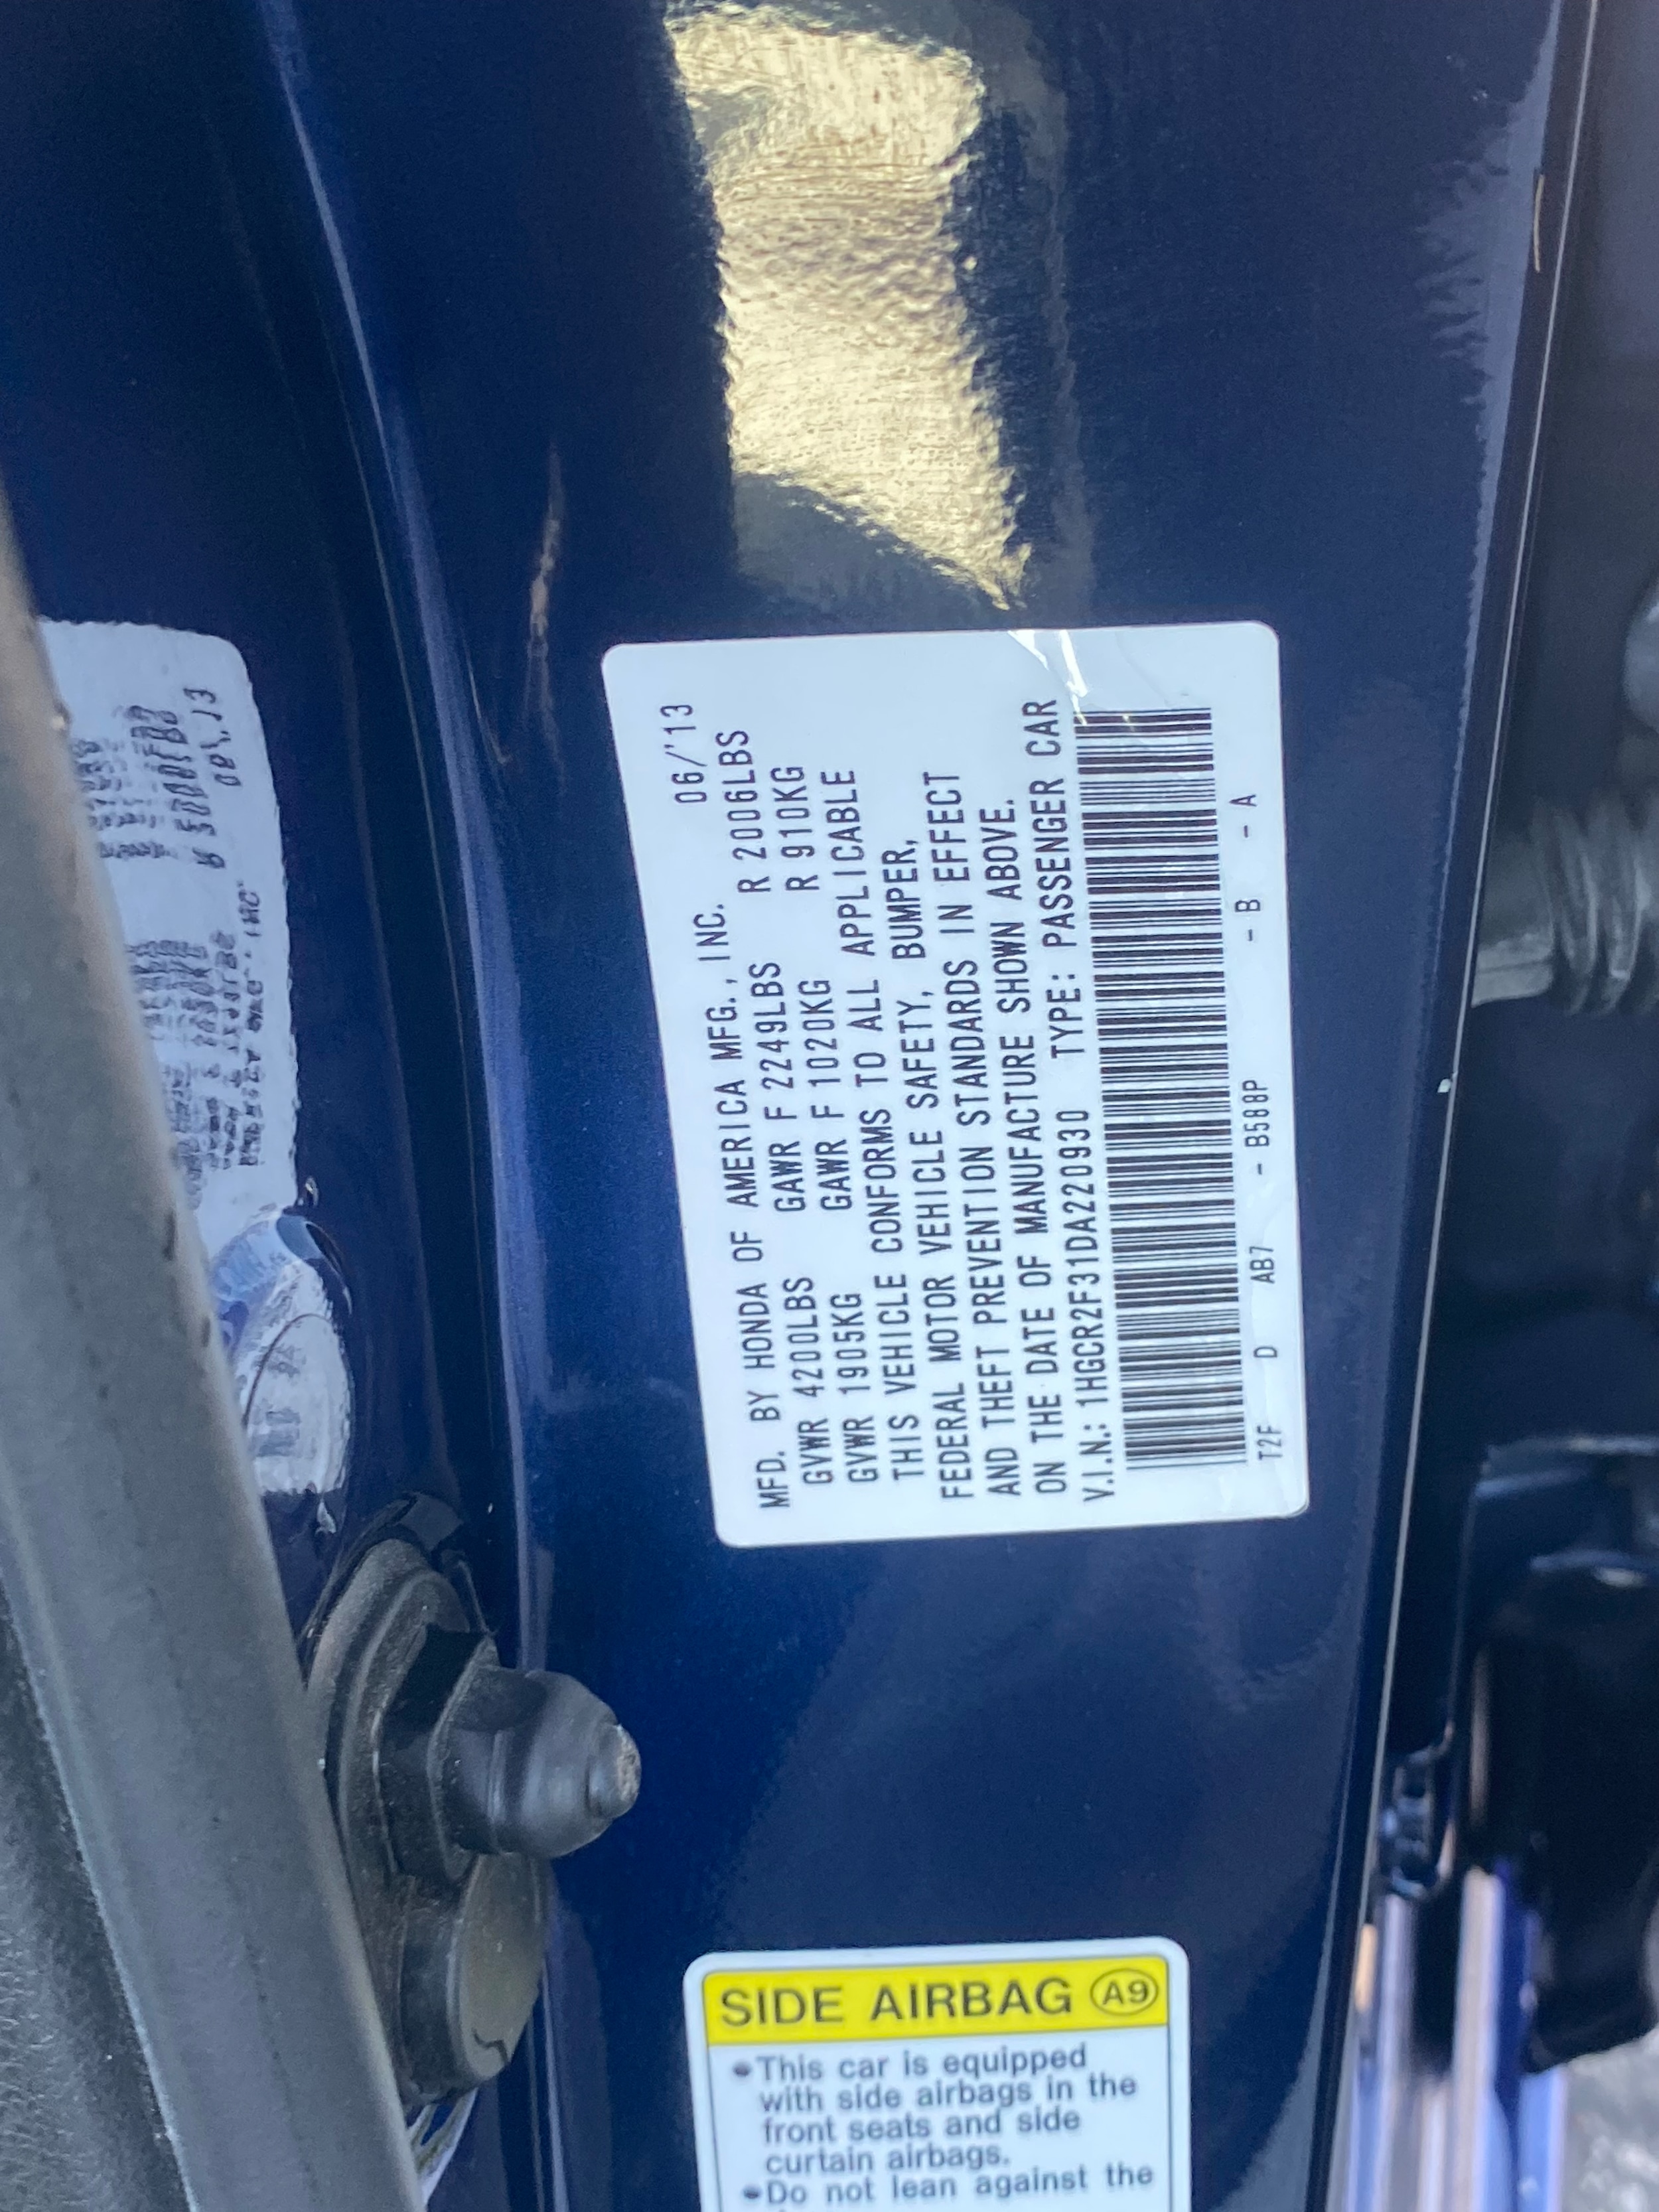 MFD. BY HONDA OF AMERICA MFG., INC. 06/'13
GVWR 4200LBS GAWR F 2249LBS R 2006LBS
GVWR 1905KG GAWR F 1020KG R 910KG
THIS VEHICLE CONFORMS TO ALL APPLICABLE
FEDERAL MOTOR VEHICLE SAFETY, BUMPER,
AND THEFT PREVENTION STANDARDS IN EFFECT
ON THE DATE OF MANUFACTURE SHOWN ABOVE.
V.I.N.: 1HGCR2F31DA220930 TYPE: PASSENGER CAR
T2F D AB7 - B588P - B - A
SIDE AIRBAG A9
•This car is equipped
with side airbags in the
front seats and side
curtain airbags.
•Do not lean against the